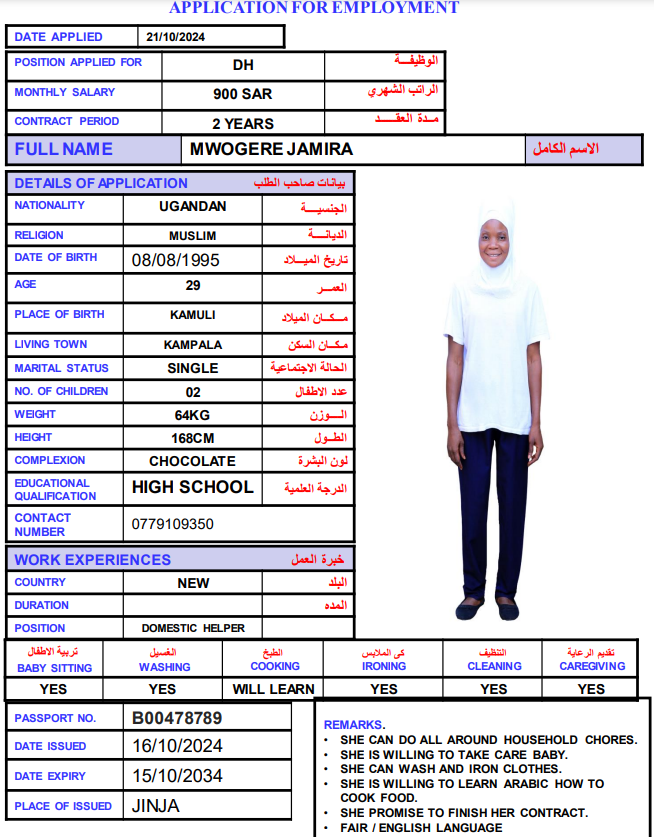 APPLICATION FOR EMPLOYMENT
DATE APPLIED 21/10/2024
POSITION APPLIED FOR DH الوظيفـــة
MONTHLY SALARY 900 SAR الراتب الشهري
CONTRACT PERIOD 2 YEARS مـدة العقـــد
FULL NAME MWOGERE JAMIRA الاسم الكامل
DETAILS OF APPLICATION بيانات صاحب الطلب
NATIONALITY UGANDAN الجنسيـــة
RELIGION MUSLIM الديانـــة
DATE OF BIRTH 08/08/1995 تاريخ الميـــلاد
AGE 29 العمـــر
PLACE OF BIRTH KAMULI مـــكـان الميلاد
LIVING TOWN KAMPALA مكـان السكن
MARITAL STATUS SINGLE الحالة الاجتماعية
NO. OF CHILDREN 02 عدد الاطفال
WEIGHT 64KG الـــوزن
HEIGHT 168CM الطـول
COMPLEXION CHOCOLATE لون البشرة
EDUCATIONAL QUALIFICATION HIGH SCHOOL الدرجة العلمية
CONTACT NUMBER 0779109350
WORK EXPERIENCES خبرة العمل
COUNTRY NEW البلد
DURATION المده
POSITION DOMESTIC HELPER
تربية الاطفال الغسيل الطبخ كى الملابس التنظيف تقديم الرعاية
BABY SITTING WASHING COOKING IRONING CLEANING CAREGIVING
YES YES WILL LEARN YES YES YES
PASSPORT NO. B00478789
DATE ISSUED 16/10/2024
DATE EXPIRY 15/10/2034
PLACE OF ISSUED JINJA
REMARKS.
• SHE CAN DO ALL AROUND HOUSEHOLD CHORES.
• SHE IS WILLING TO TAKE CARE BABY.
• SHE CAN WASH AND IRON CLOTHES.
• SHE IS WILLING TO LEARN ARABIC HOW TO
COOK FOOD.
• SHE PROMISE TO FINISH HER CONTRACT.
• FAIR / ENGLISH LANGUAGE